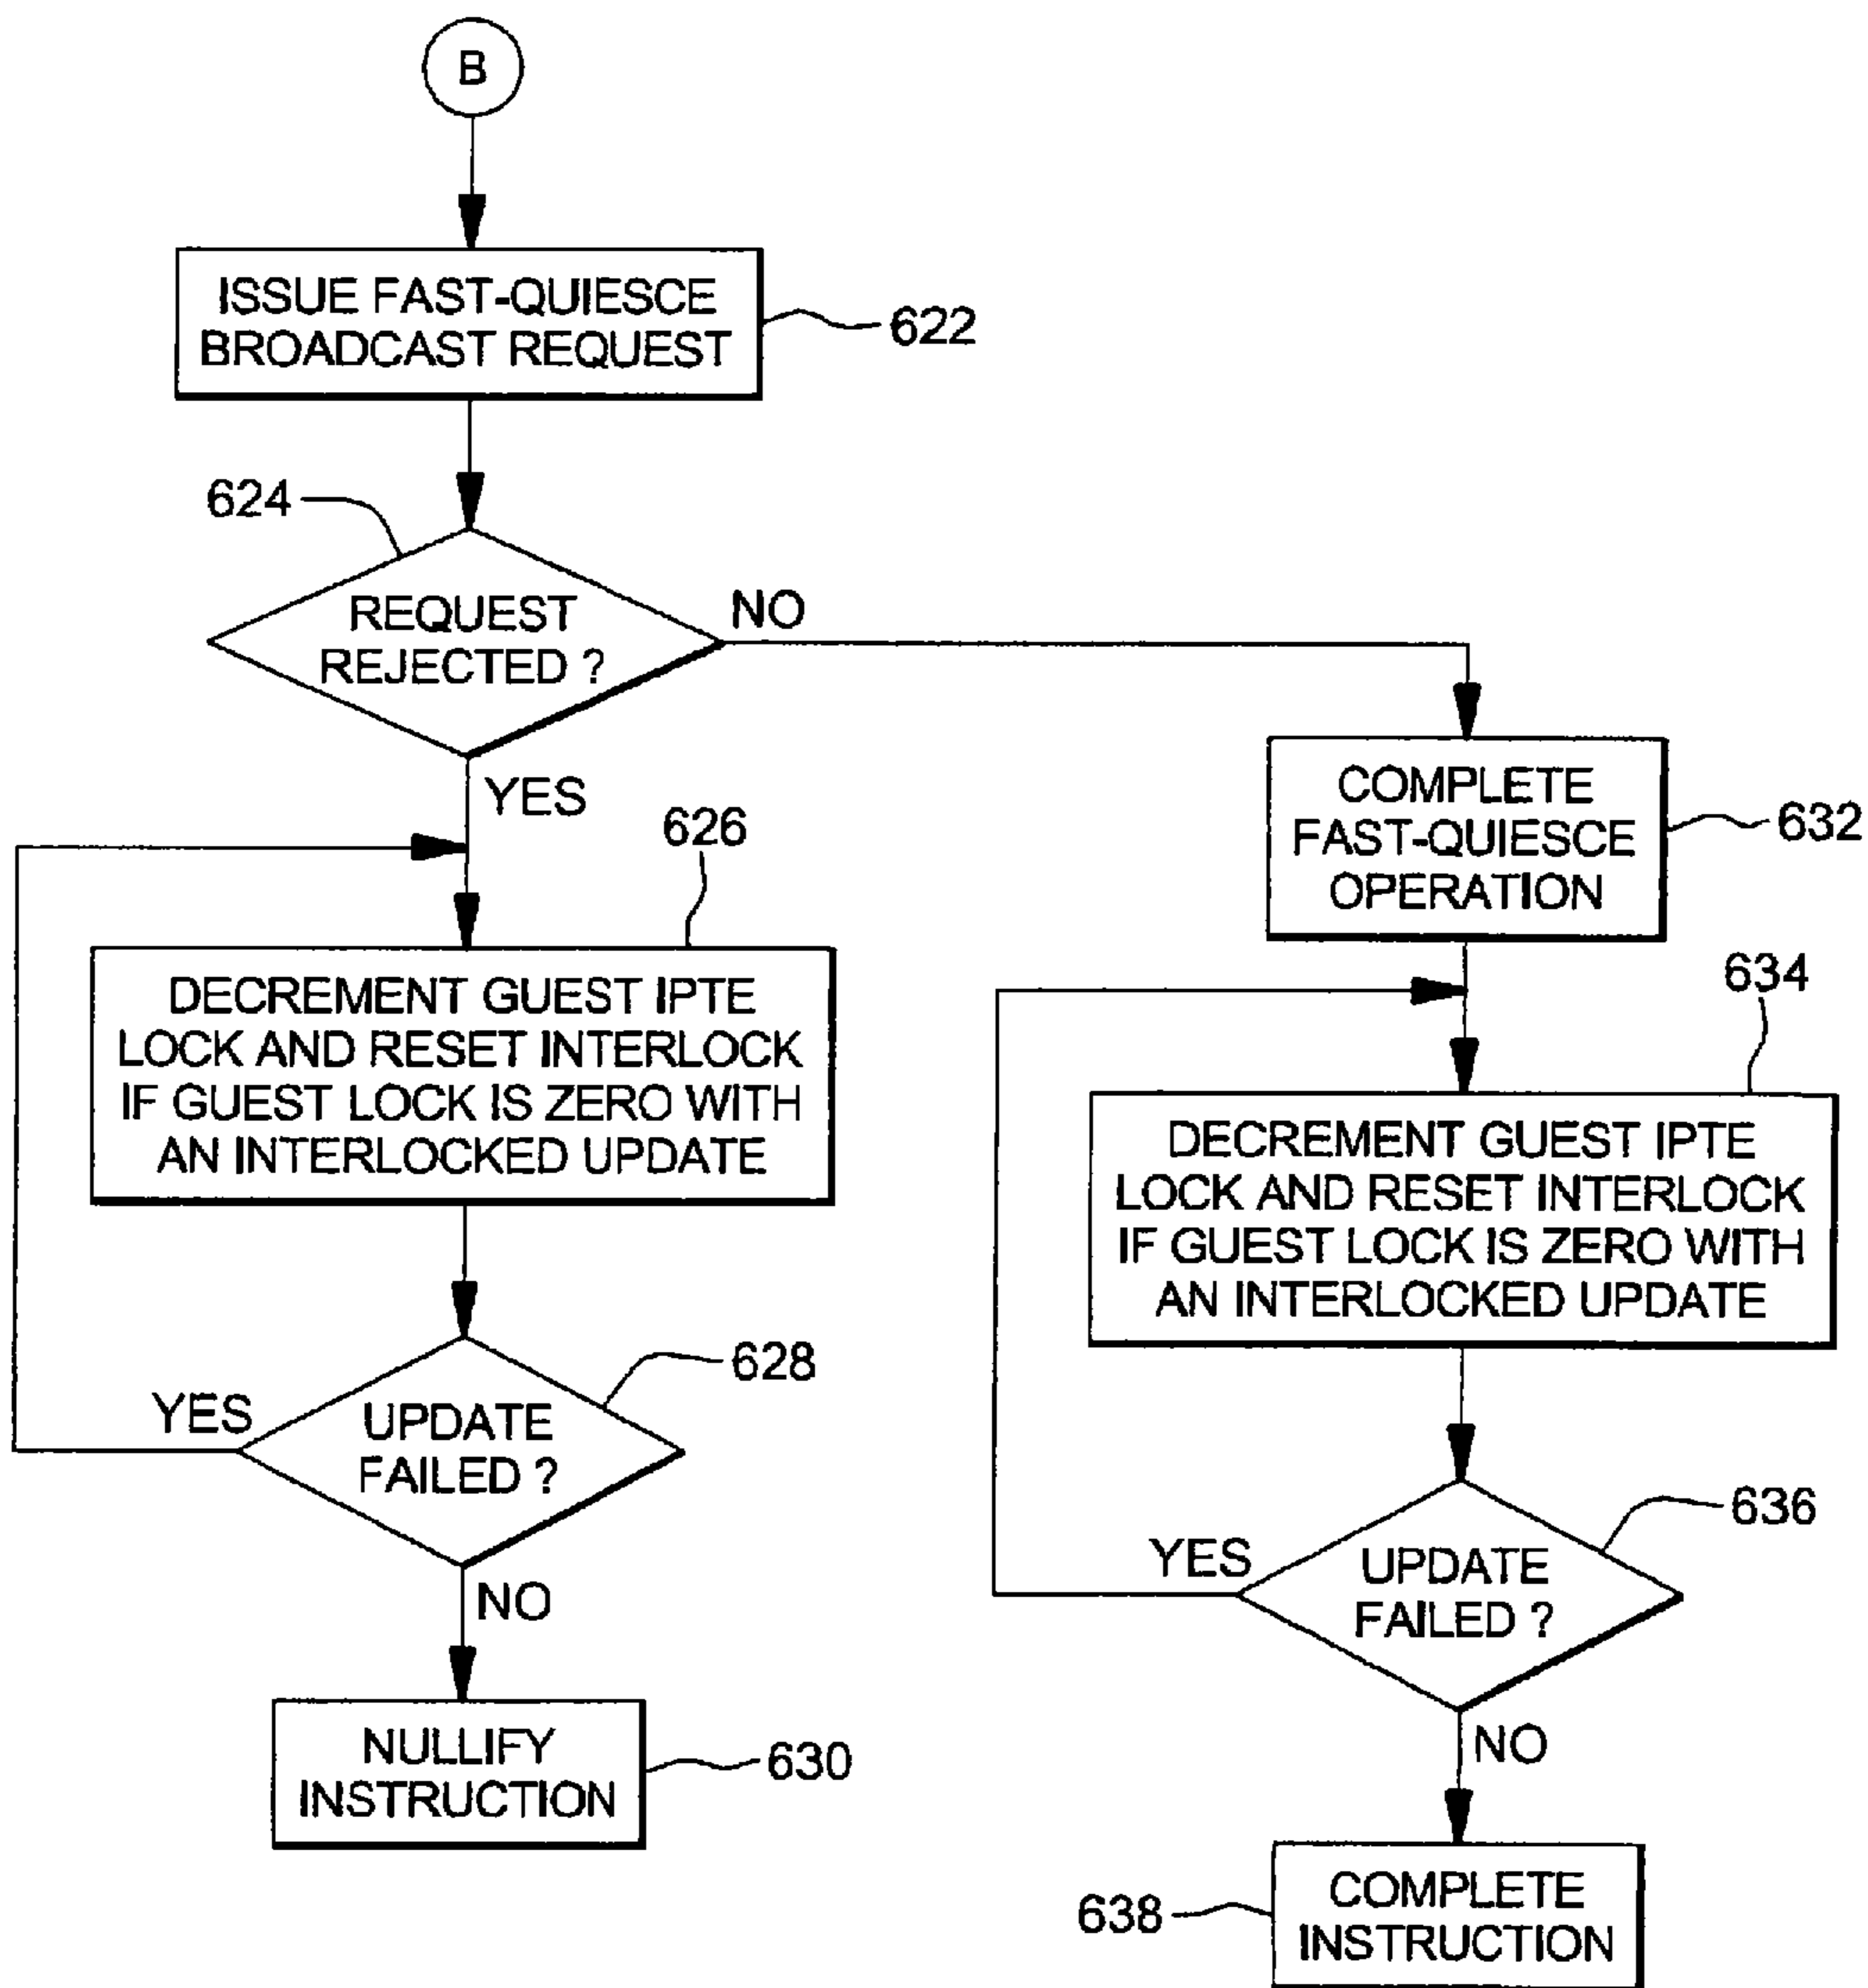 B
ISSUE FAST-QUIESCE
BROADCAST REQUEST
622
624
REQUEST
REJECTED ?
NO
YES
626
DECREMENT GUEST IPTE
LOCK AND RESET INTERLOCK
IF GUEST LOCK IS ZERO WITH
AN INTERLOCKED UPDATE
628
UPDATE
FAILED ?
YES
NO
NULLIFY
INSTRUCTION
630
COMPLETE
FAST-QUIESCE
OPERATION
632
634
DECREMENT GUEST IPTE
LOCK AND RESET INTERLOCK
IF GUEST LOCK IS ZERO WITH
AN INTERLOCKED UPDATE
636
UPDATE
FAILED ?
YES
NO
638
COMPLETE
INSTRUCTION